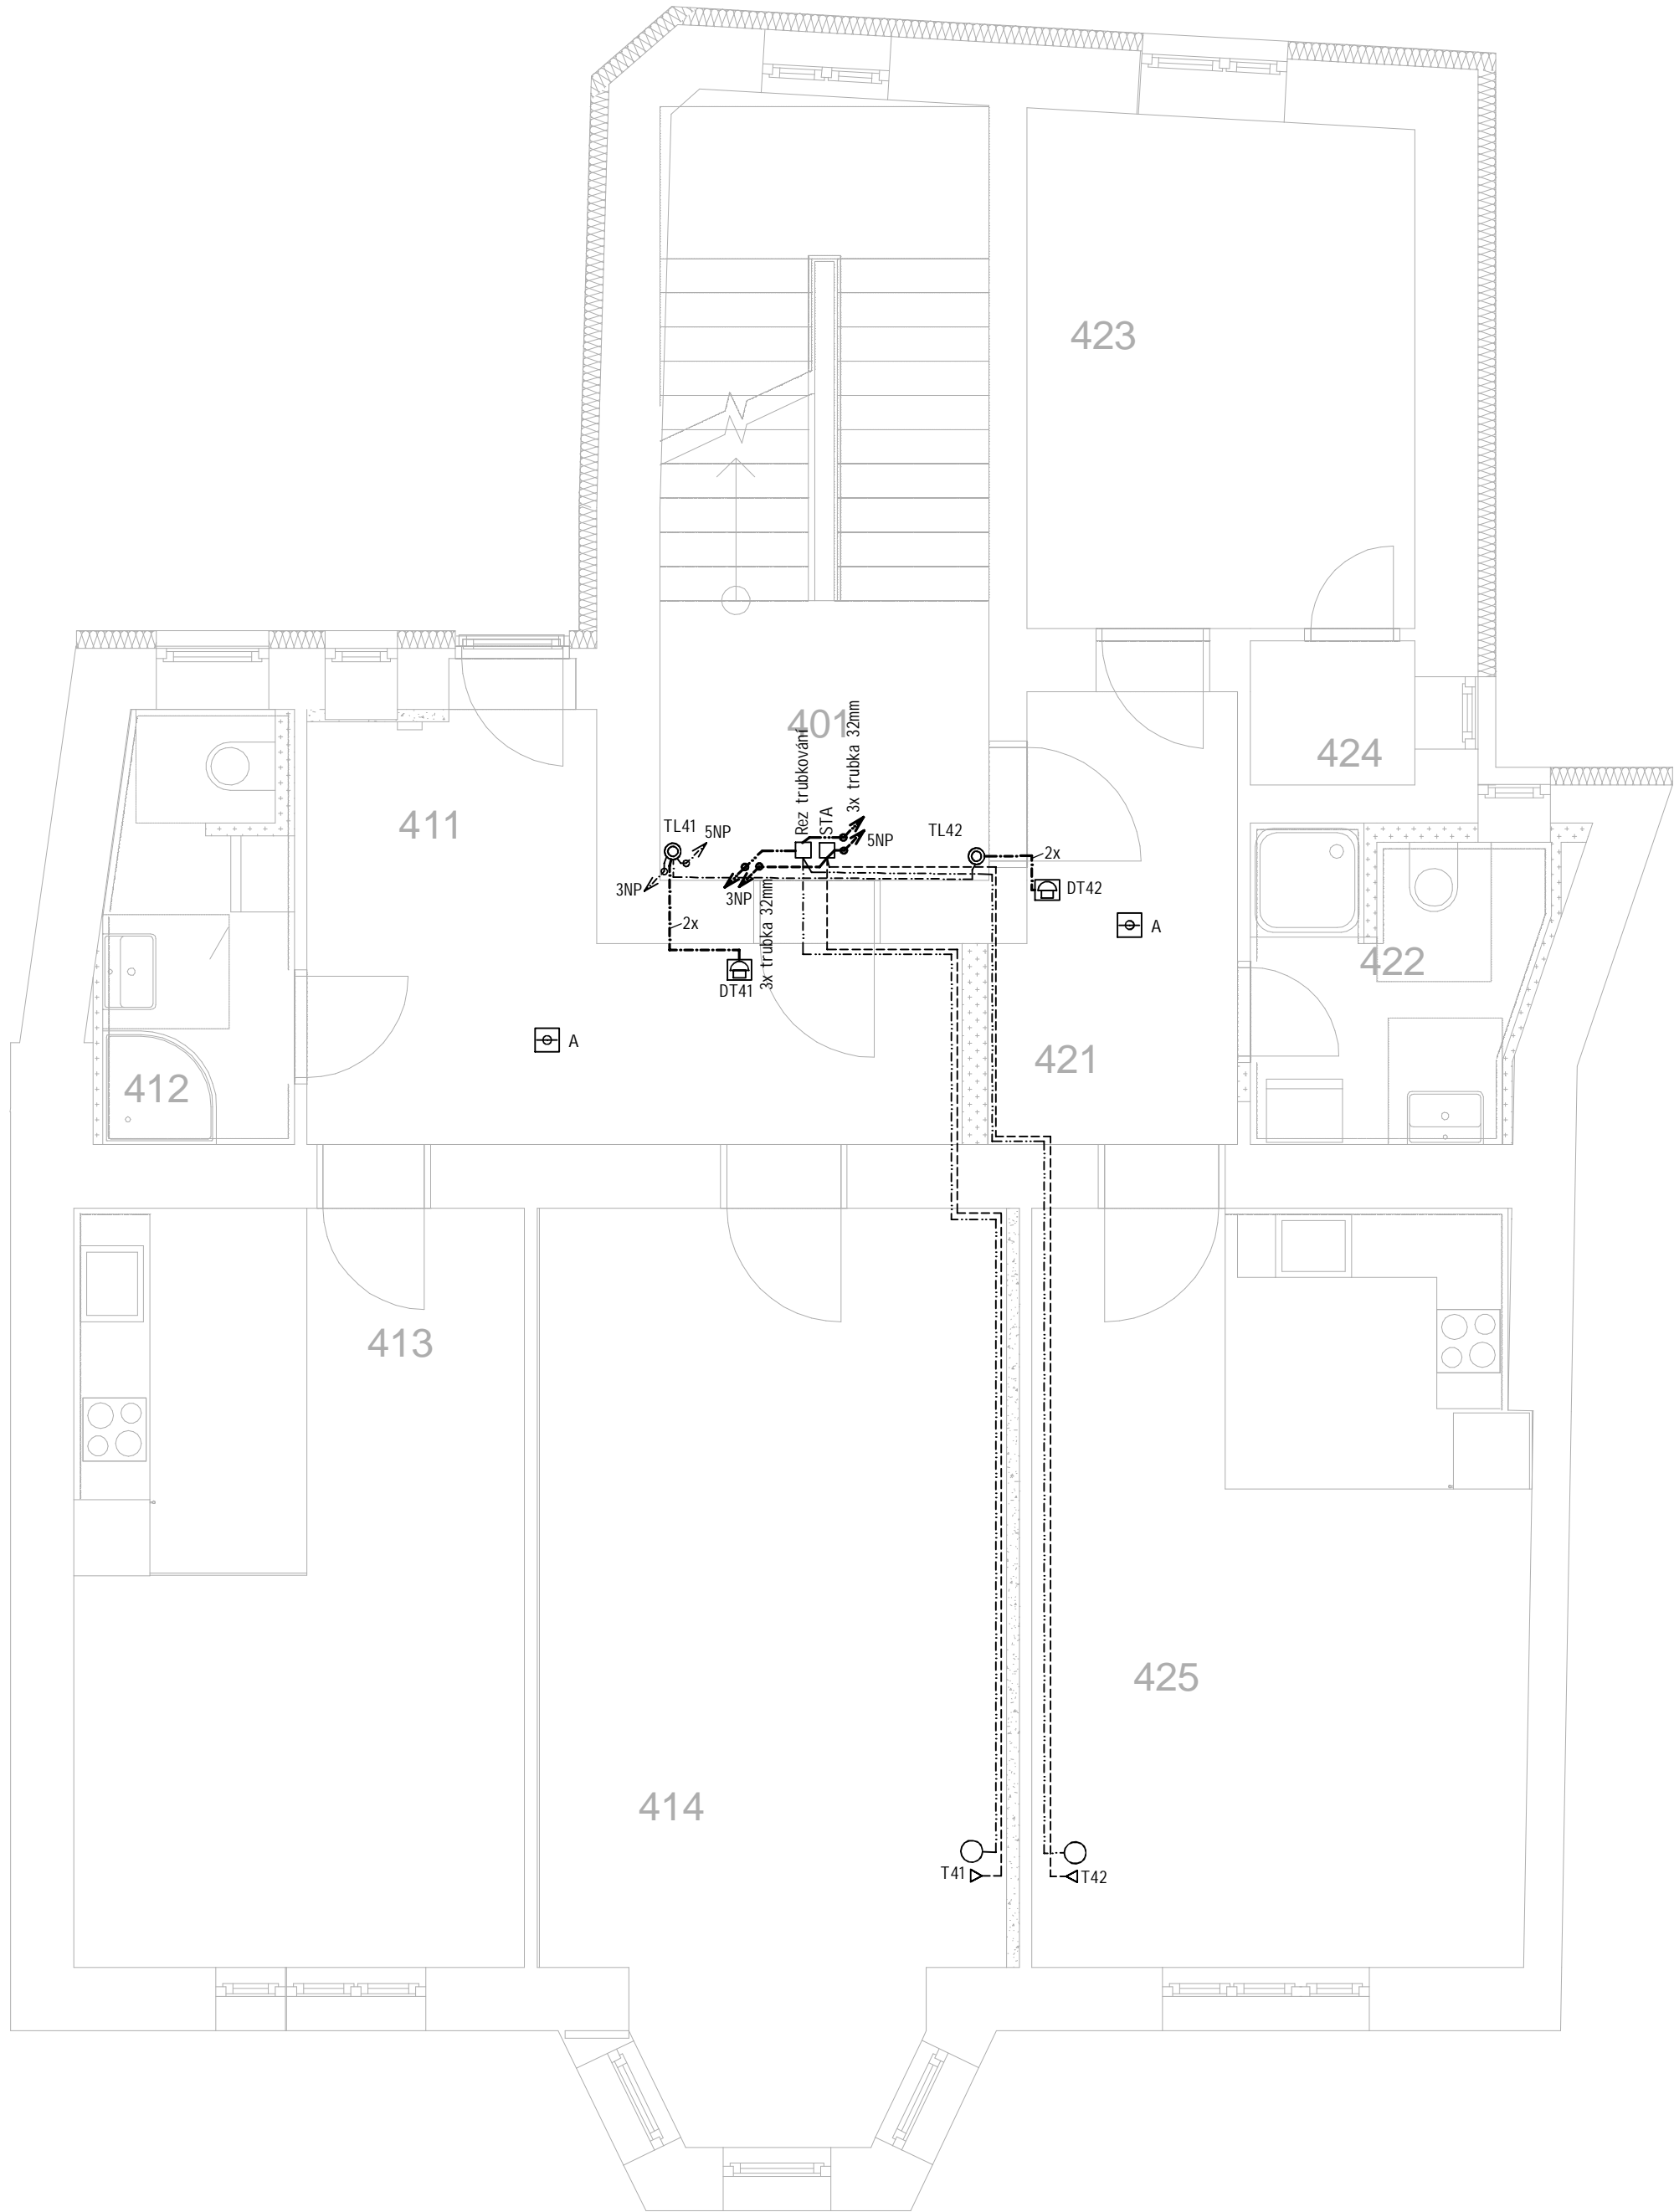 423
401
Rez trubkování
STA
3x trubka 32mm
424
411
TL41
5NP
5NP
TL42
2x
3NP
3NP
DT42
2x
A
3x trubka 32mm
422
DT41
A
421
412
413
425
414
T41
T42